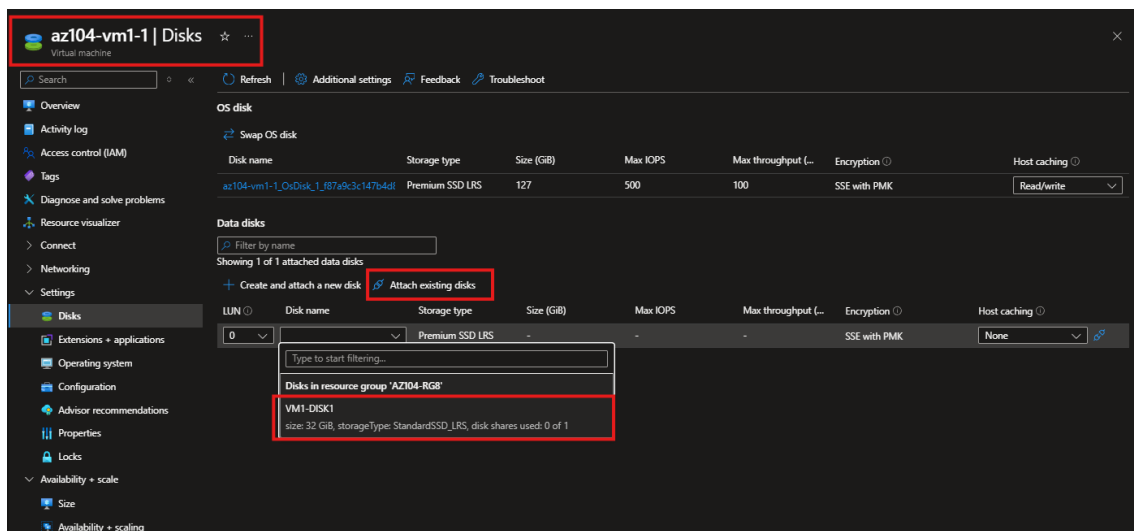 az104-vm1-1 | Disks
Virtual machine
Search
Refresh
Additional settings
Feedback
Troubleshoot
Overview
Activity log
Access control (IAM)
Tags
Diagnose and solve problems
Resource visualizer
Connect
Networking
Settings
Disks
Extensions + applications
Operating system
Configuration
Advisor recommendations
Properties
Locks
Availability + scale
Size
Availability + scaling
OS disk
Swap OS disk
Disk name Storage type Size (GiB) Max IOPS Max throughput (... Encryption Host caching
az104-vm1-1_OsDisk_1_f87a9c3c147b4d8 Premium SSD LRS 127 500 100 SSE with PMK Read/write
Data disks
Filter by name
Showing 1 of 1 attached data disks
Create and attach a new disk Attach existing disks
LUN Disk name Storage type Size (GiB) Max IOPS Max throughput (... Encryption Host caching
0 Premium SSD LRS - - - SSE with PMK None
Type to start filtering...
Disks in resource group 'AZ104-RG8'
VM1-DISK1
size: 32 GiB, storageType: StandardSSD_LRS, disk shares used: 0 of 1